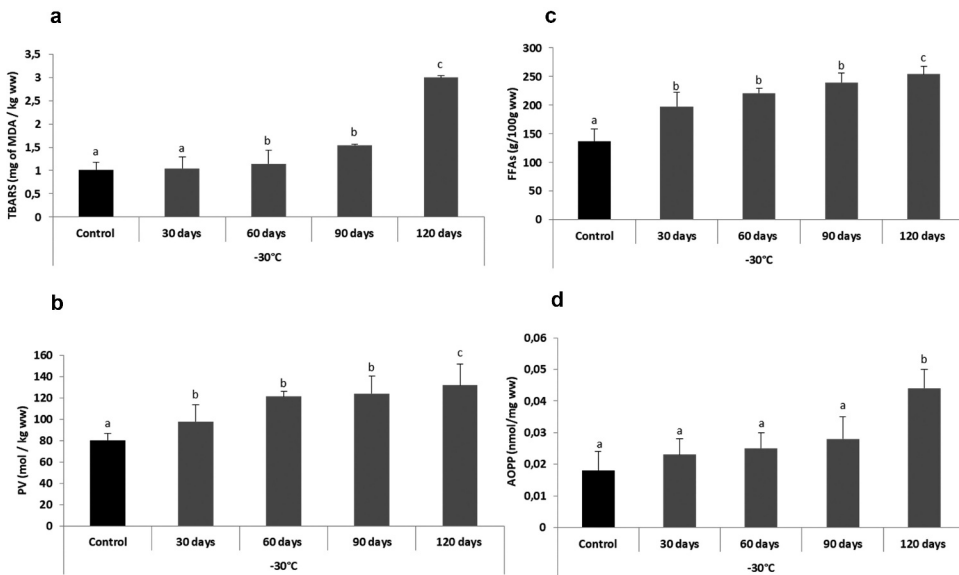 a
TBARS (mg of MDA / kg ww)
3,5
3
2,5
2
1,5
1
0,5
0
a
a
b
b
c
Control 30 days 60 days 90 days 120 days
-30°C
c
FFAs (g/100g ww)
300
250
200
150
100
50
0
a
b
b
b
c
Control 30 days 60 days 90 days 120 days
-30°C
b
PV (mol / kg ww)
160
140
120
100
80
60
40
20
0
a
b
b
b
c
Control 30 days 60 days 90 days 120 days
-30°C
d
AOPP (nmol/mg ww)
0,06
0,05
0,04
0,03
0,02
0,01
0
a
a
a
a
b
Control 30 days 60 days 90 days 120 days
-30°C